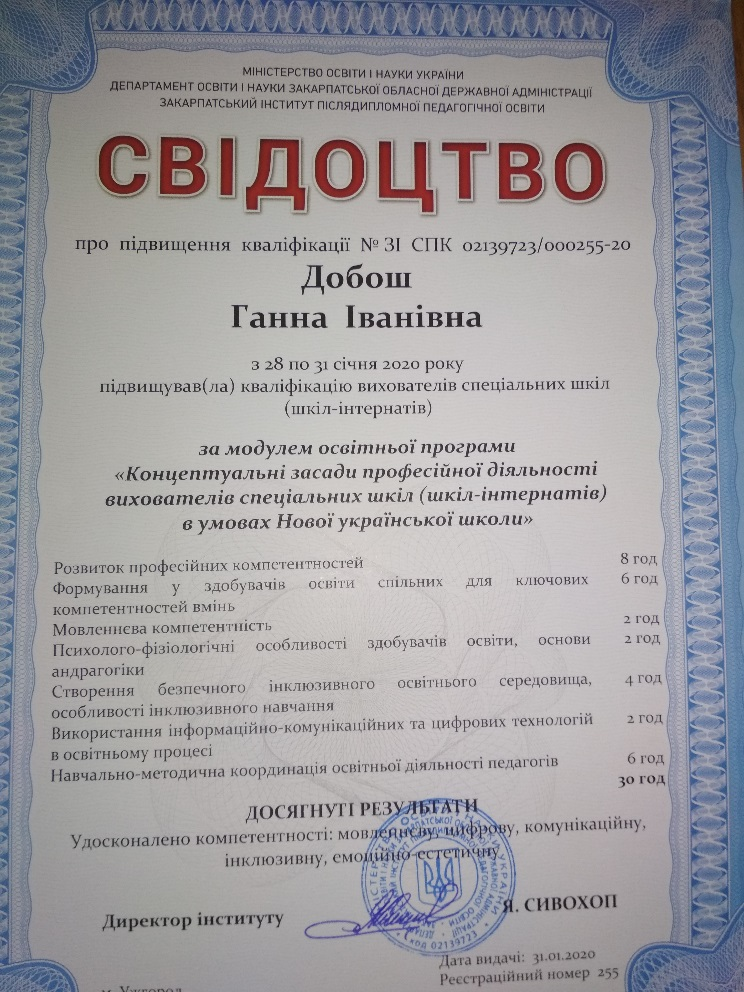 МІНІСТЕРСТВО ОСВІТИ І НАУКИ УКРАЇНИ
ДЕПАРТАМЕНТ ОСВІТИ І НАУКИ ЗАКАРПАТСЬКОЇ ОБЛАСНОЇ ДЕРЖАВНОЇ АДМІНІСТРАЦІЇ
ЗАКАРПАТСЬКИЙ ІНСТИТУТ ПІСЛЯДИПЛОМНОЇ ПЕДАГОГІЧНОЇ ОСВІТИ
СВІДОЦТВО
про підвищення кваліфікації № ЗІ СПК 02139723/000255-20
Добош
Ганна Іванівна
з 28 по 31 січня 2020 року
підвищував(ла) кваліфікацію вихователів спеціальних шкіл
(шкіл-інтернатів)
за модулем освітньої програми
«Концептуальні засади професійної діяльності
вихователів спеціальних шкіл (шкіл-інтернатів)
в умовах Нової української школи»
Розвиток професійних компетентностей 8 год
Формування у здобувачів освіти спільних для ключових 6 год
компетентностей вмінь
Мовленнєва компетентність 2 год
Психолого-фізіологічні особливості здобувачів освіти, основи 2 год
андрагогіки
Створення безпечного інклюзивного освітнього середовища, 4 год
особливості інклюзивного навчання
Використання інформаційно-комунікаційних та цифрових технологій 2 год
в освітньому процесі
Навчально-методична координація освітньої діяльності педагогів 6 год
30 год
ДОСЯГНУТІ РЕЗУЛЬТАТИ
Удосконалено компетентності: мовленнєву, цифрову, комунікаційну,
інклюзивну, емоційно-естетичну
Директор інституту Я. СИВОХОП
код 02139723
Дата видачі: 31.01.2020
Реєстраційний номер 255
м. Ужгород